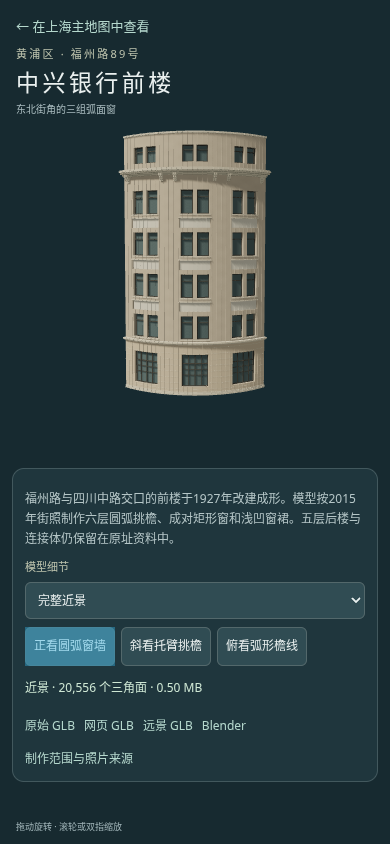 ← 在上海主地图中查看
黄浦区 · 福州路89号
中兴银行前楼
东北街角的三组弧面窗
福州路与四川中路交口的前楼于1927年改建成形。模型按2015
年街照制作六层圆弧挑檐、成对矩形窗和浅凹窗裙。五层后楼与
连接体仍保留在原址资料中。
模型细节
完整近景
正看圆弧窗墙 斜看托臂挑檐 俯看弧形檐线
近景 · 20,556 个三角面 · 0.50 MB
原始 GLB 网页 GLB 远景 GLB Blender
制作范围与照片来源
拖动旋转 · 滚轮或双指缩放